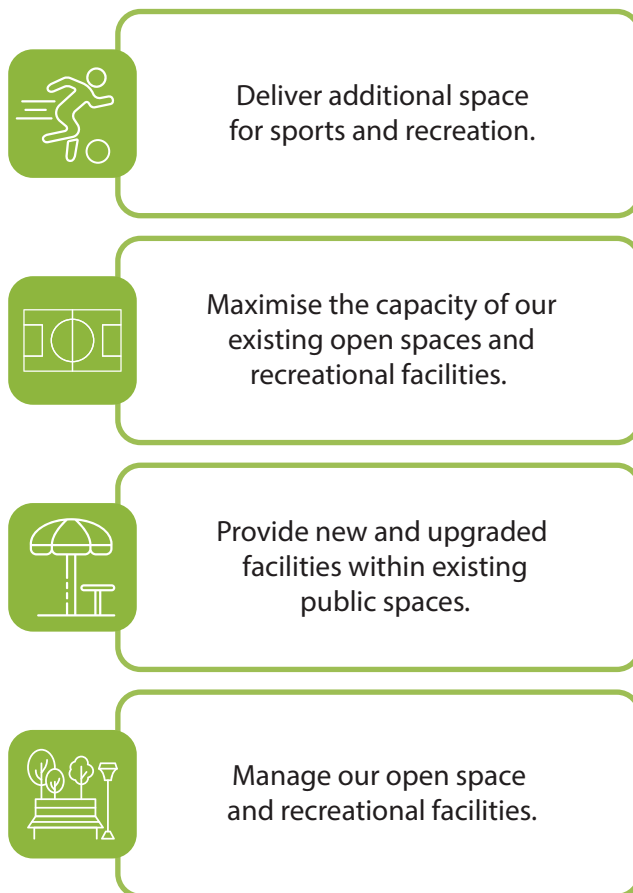 Deliver additional space
for sports and recreation.
Maximise the capacity of our
existing open spaces and
recreational facilities.
Provide new and upgraded
facilities within existing
public spaces.
Manage our open space
and recreational facilities.